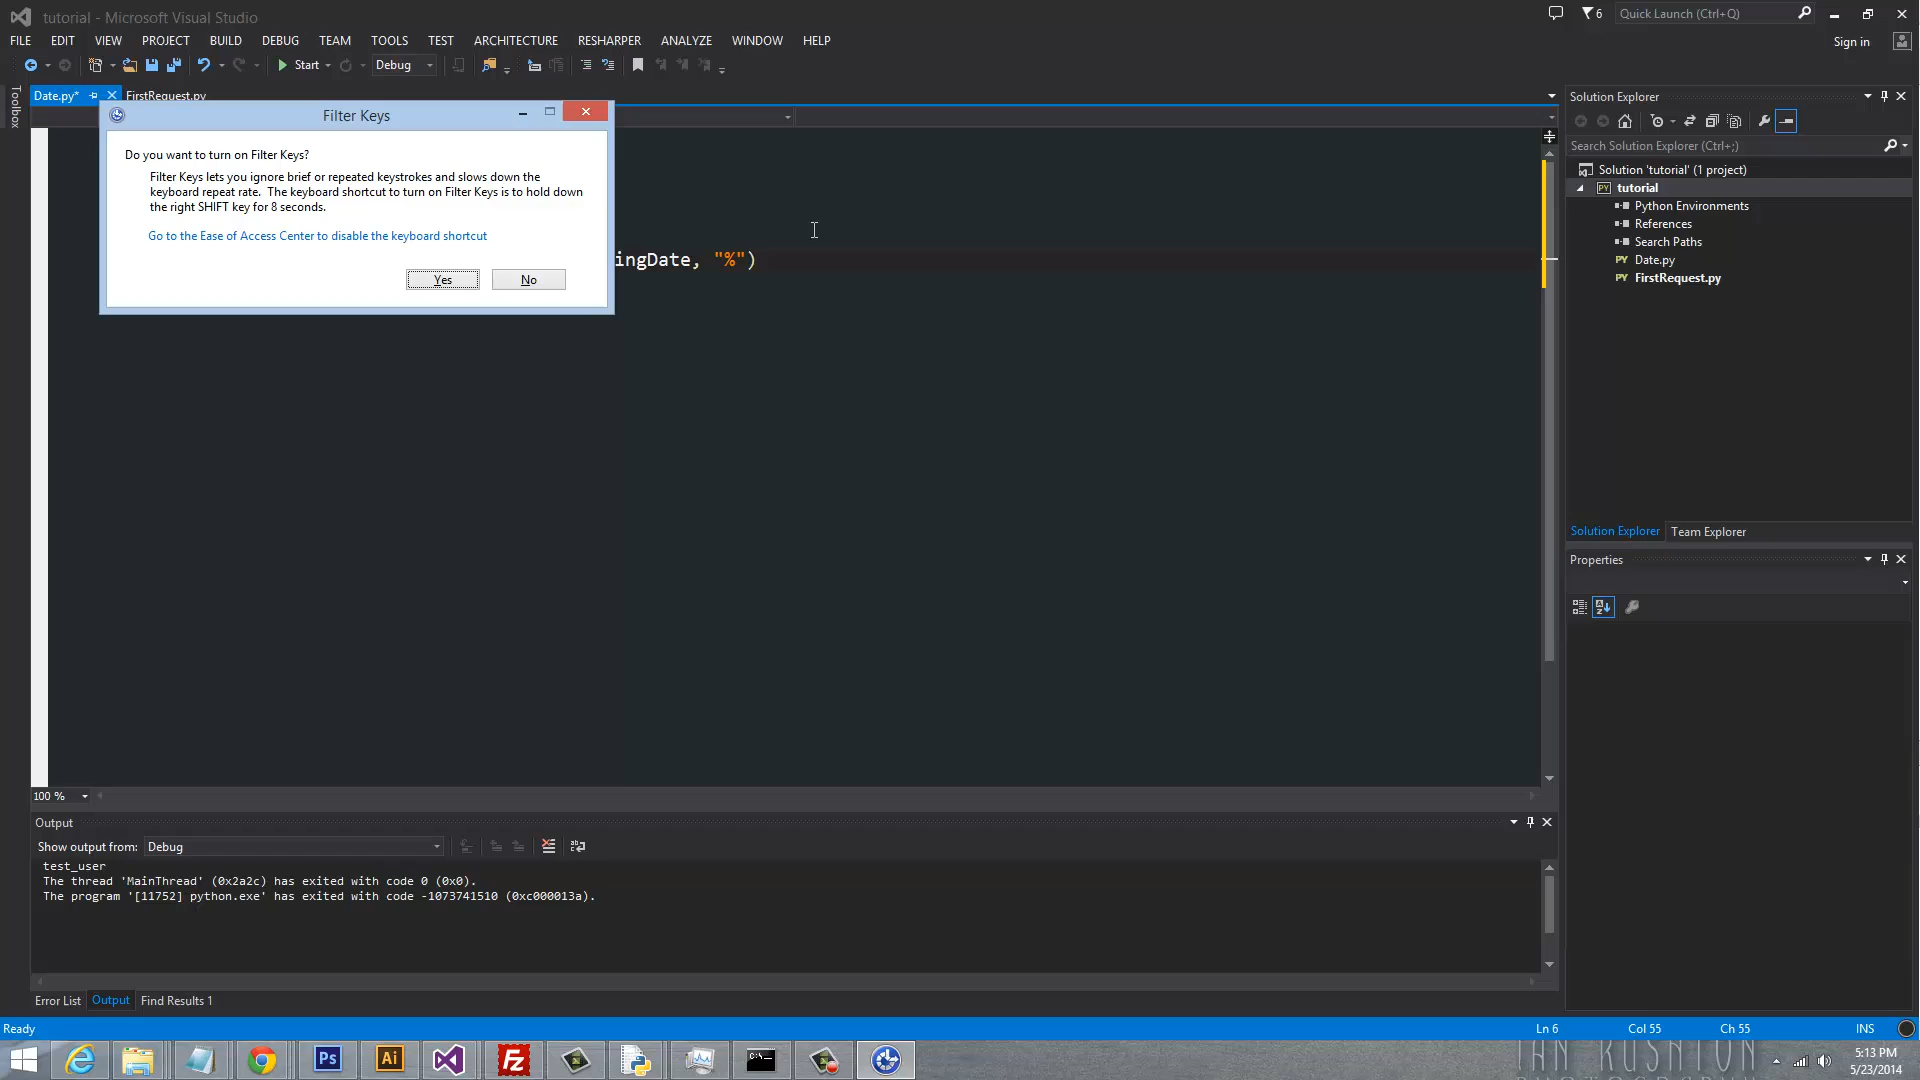 tutorial - Microsoft Visual Studio
6
Quick Launch (Ctrl+Q)
FILE EDIT VIEW PROJECT BUILD DEBUG TEAM TOOLS TEST ARCHITECTURE RESHARPER ANALYZE WINDOW HELP
Sign in
Start
Debug
Toolbox
Date.py*
FirstRequest.py
Filter Keys
Do you want to turn on Filter Keys?
Filter Keys lets you ignore brief or repeated keystrokes and slows down the
keyboard repeat rate. The keyboard shortcut to turn on Filter Keys is to hold down
the right SHIFT key for 8 seconds.
Go to the Ease of Access Center to disable the keyboard shortcut
Yes
No
ingDate, "%")
Solution Explorer
Search Solution Explorer (Ctrl+;)
Solution 'tutorial' (1 project)
PY tutorial
Python Environments
References
Search Paths
PY Date.py
PY FirstRequest.py
Solution Explorer Team Explorer
Properties
100 %
Output
Show output from: Debug
test_user
The thread 'MainThread' (0x2a2c) has exited with code 0 (0x0).
The program '[11752] python.exe' has exited with code -1073741510 (0xc000013a).
Error List Output Find Results 1
Ready
Ln 6
Col 55
Ch 55
INS
Ps
Ai
Fz
5:13 PM
5/23/2014